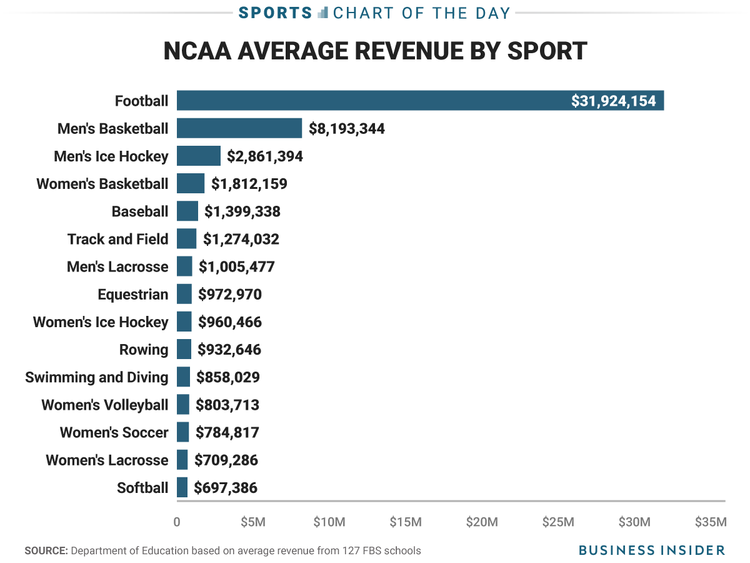 SPORTS CHART OF THE DAY
NCAA AVERAGE REVENUE BY SPORT
Football $31,924,154
Men's Basketball $8,193,344
Men's Ice Hockey $2,861,394
Women's Basketball $1,812,159
Baseball $1,399,338
Track and Field $1,274,032
Men's Lacrosse $1,005,477
Equestrian $972,970
Women's Ice Hockey $960,466
Rowing $932,646
Swimming and Diving $858,029
Women's Volleyball $803,713
Women's Soccer $784,817
Women's Lacrosse $709,286
Softball $697,386
0 $5M $10M $15M $20M $25M $30M $35M
SOURCE: Department of Education based on average revenue from 127 FBS schools BUSINESS INSIDER